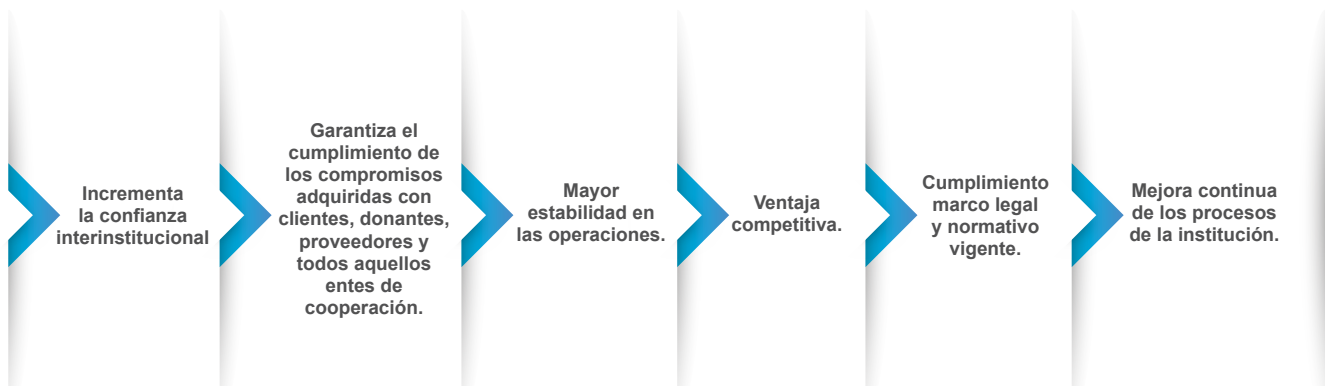 Incrementa
la confianza
interinstitucional
Garantiza el
cumplimiento de
los compromisos
adquiridas con
clientes, donantes,
proveedores y
todos aquellos
entes de
cooperación.
Mayor
estabilidad en
las operaciones.
Ventaja
competitiva.
Cumplimiento
marco legal
y normativo
vigente.
Mejora continua
de los procesos
de la institución.